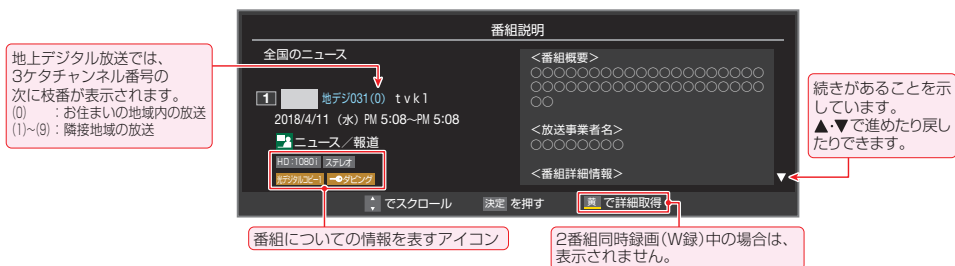 番組説明
地上デジタル放送では、
3ケタチャンネル番号の
次に枝番が表示されます。
(0)　：お住まいの地域内の放送
(1)~(9)：隣接地域の放送
全国のニュース
1 地デジ031(0) tvk1
2018/4/11 (水) PM 5:08~PM 5:08
ニュース／報道
HD:1080i ステレオ
光デジタルコピー1 ダビング
<番組概要>
○○○○○○○○○○○○○○○○○○○○
○○○○○○○○○○○○○○○○○○○○
○○
<放送事業者名>
○○○○○○○○
<番組詳細情報>
▼
続きがあることを示
しています。
▲・▼で進めたり戻し
たりできます。
でスクロール 決定 を押す 黄 で詳細取得
番組についての情報を表すアイコン
2番組同時録画(W録)中の場合は、
表示されません。